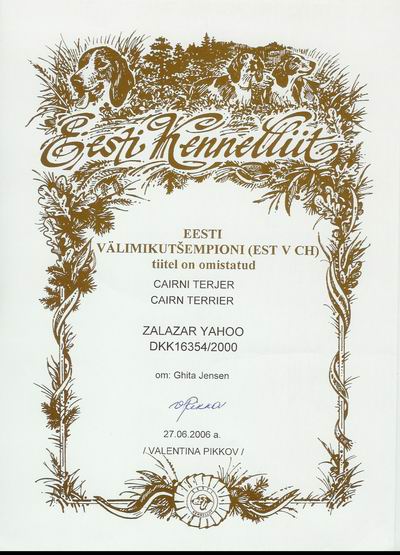 Eesti Kennelliit
EESTI
VÄLIMIKUTŠEMPIONI (EST V CH)
tiitel on omistatud
CAIRNI TERJER
CAIRN TERRIER
ZALAZAR YAHOO
DKK16354/2000
om: Ghita Jensen
VPikkov
27.06.2006 a.
/ VALENTINA PIKKOV /